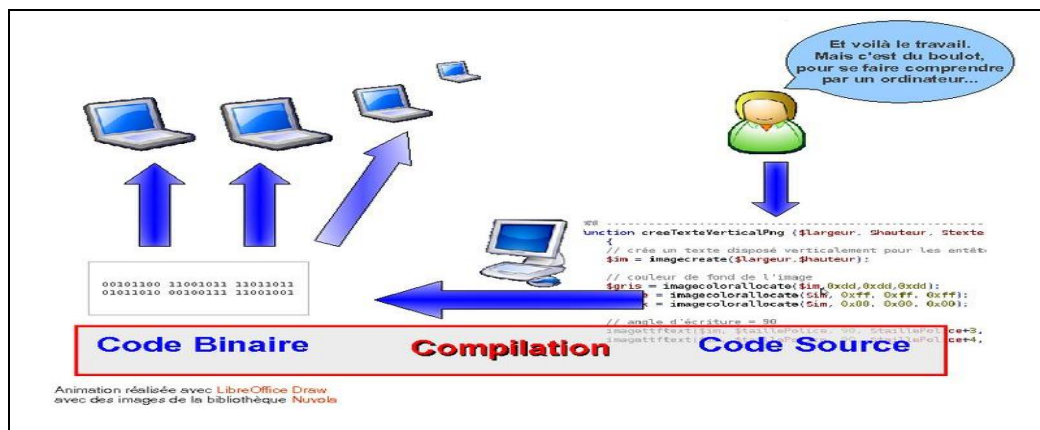 Et voilà le travail.
Mais c'est du boulot,
pour se faire comprendre
par un ordinateur...
unction creeTexteVerticalPng ($largeur, $hauteur, $texte
{
// crée un texte disposé verticalement pour les entêt
$im = imagecreate($largeur,$hauteur);
// couleur de fond de l'image
$gris = imagecolorallocate($im,0xdd,0xdd,0xdd);
= imagecolorallocate($im, 0xff, 0xff, 0xff);
= imagecolorallocate($im, 0x00, 0x00, 0x00);
// angle d'écriture = 90
00101100 11001011 11011011
01011010 00100111 11001001
Code Binaire
Compilation
Code Source
Animation réalisée avec LibreOffice Draw
avec des images de la bibliothèque Nuvola